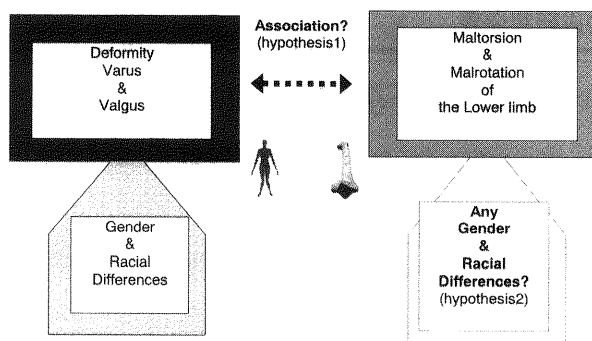 Deformity
Varus
&
Valgus
Association?
(hypothesis1)
Maltorsion
&
Malrotation
of
the Lower limb
Gender
&
Racial
Differences
Any
Gender
&
Racial
Differences?
(hypothesis2)